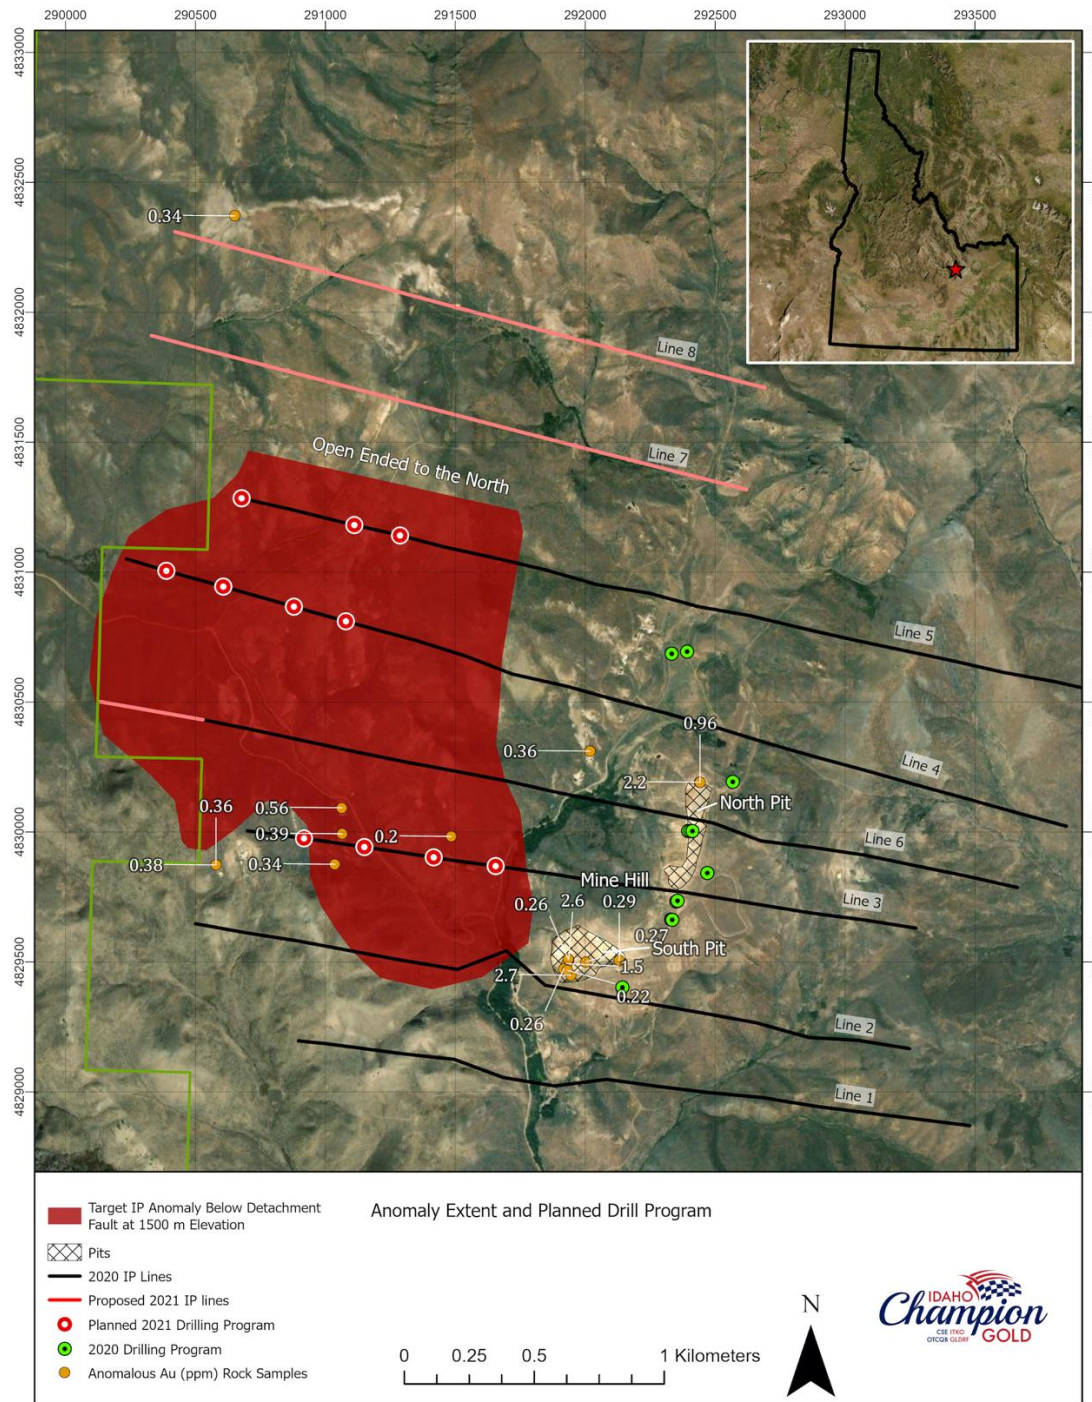 290000 290500 291000 291500 292000 292500 293000 293500
4833000
4832500
4832000
4831500
4831000
4830500
4830000
4829500
4829000
0.34
Line 8
Line 7
Open Ended to the North
Line 5
0.96
0.36
2.2
North Pit
Line 4
0.36
0.56
0.39
0.2
0.38
0.34
Line 6
Mine Hill
Line 3
0.26
2.6
0.29
0.27
South Pit
2.7
1.5
0.22
0.26
Line 2
Line 1
Anomaly Extent and Planned Drill Program
Target IP Anomaly Below Detachment
Fault at 1500 m Elevation
Pits
2020 IP Lines
Proposed 2021 IP lines
Planned 2021 Drilling Program
2020 Drilling Program
Anomalous Au (ppm) Rock Samples
0 0.25 0.5 1 Kilometers
N
IDAHO
Champion
GOLD
CSE ITKO
OTCQB GLDRF